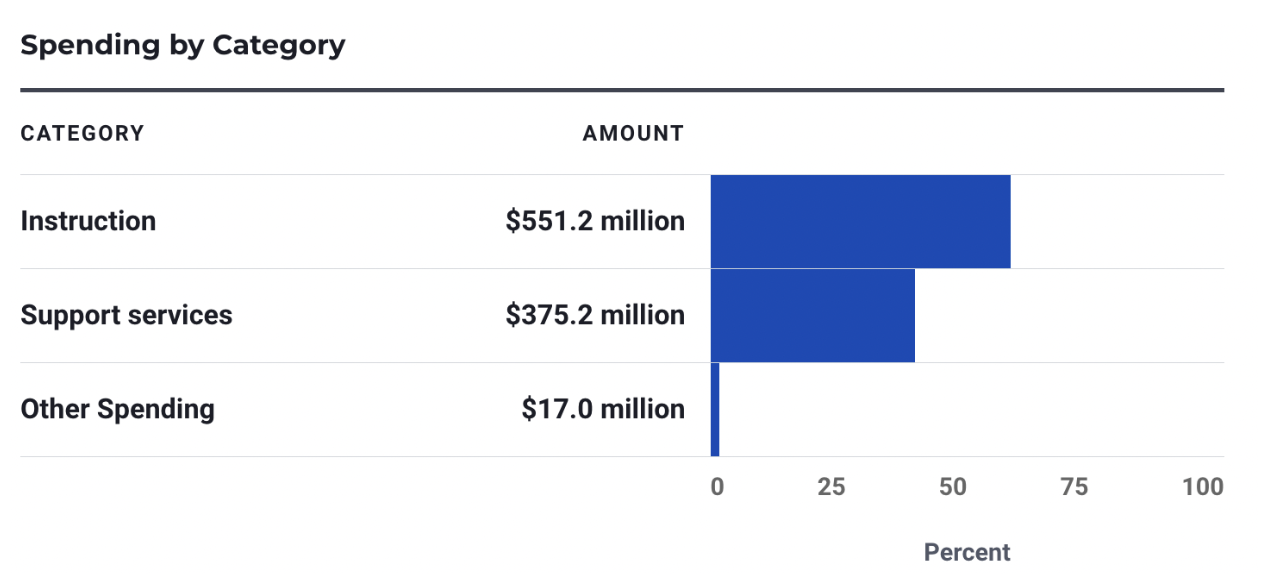 Spending by Category
CATEGORY AMOUNT
Instruction $551.2 million
Support services $375.2 million
Other Spending $17.0 million
0 25 50 75 100
Percent